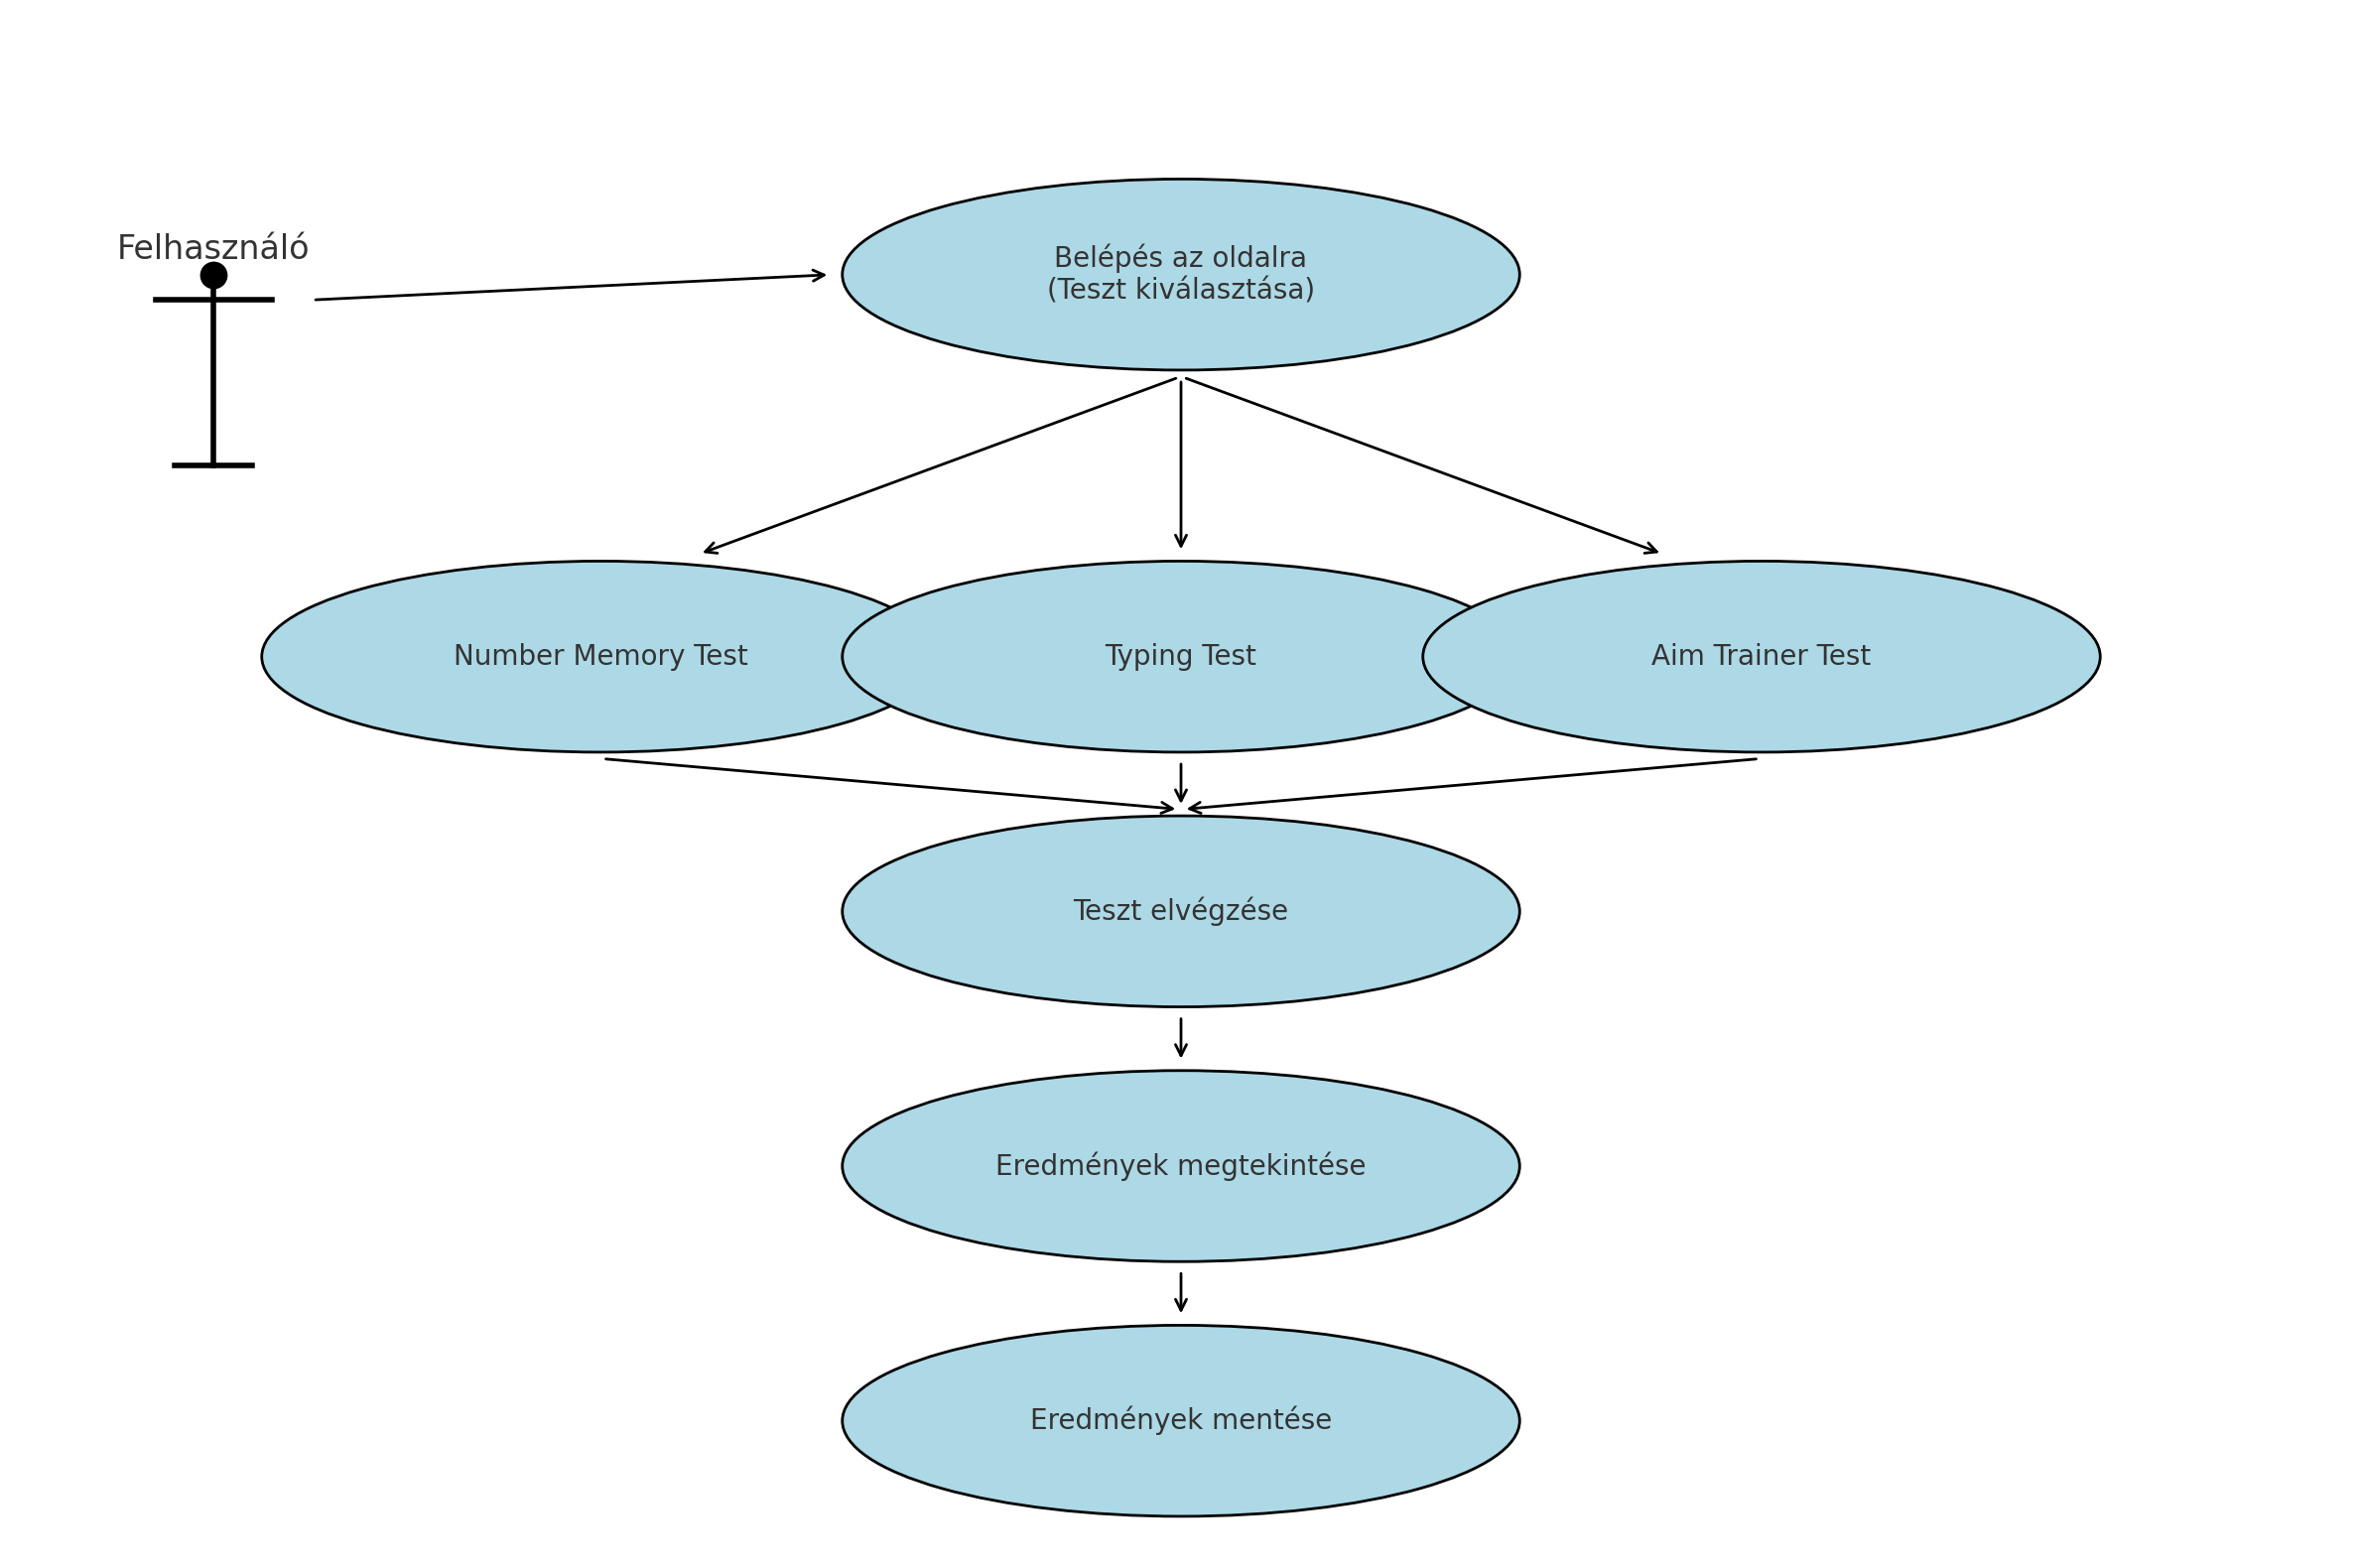 Felhasználó
Belépés az oldalra
(Teszt kiválasztása)
Number Memory Test
Typing Test
Aim Trainer Test
Teszt elvégzése
Eredmények megtekintése
Eredmények mentése